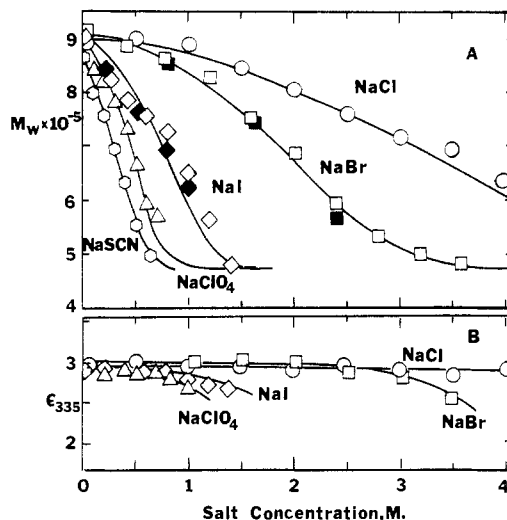 A
9
8
Mw×10⁻⁵
7
6
5
4
NaCl
NaBr
NaI
NaSCN
NaClO₄
B
3
ϵ₃₃₅
2
NaCl
NaI
NaClO₄
NaBr
0 1 2 3 4
Salt Concentration, M.